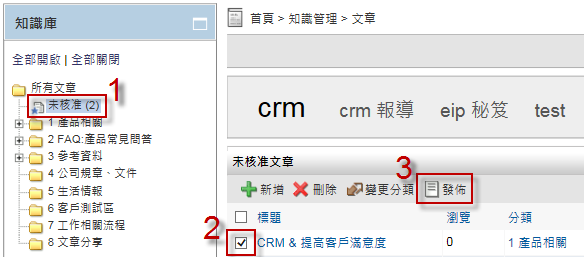 知識庫
全部開啟 | 全部關閉
所有文章
1
未核准 (2)
1 產品相關
2 FAQ:產品常見問答
3 參考資料
4 公司規章、文件
5 生活情報
6 客戶測試區
7 工作相關流程
8 文章分享
首頁 > 知識管理 > 文章
crm crm 報導 eip 秘笈 test
未核准文章
3
新增 刪除 變更分類 發佈
標題 瀏覽 分類
2
CRM & 提高客戶滿意度 0 1 產品相關